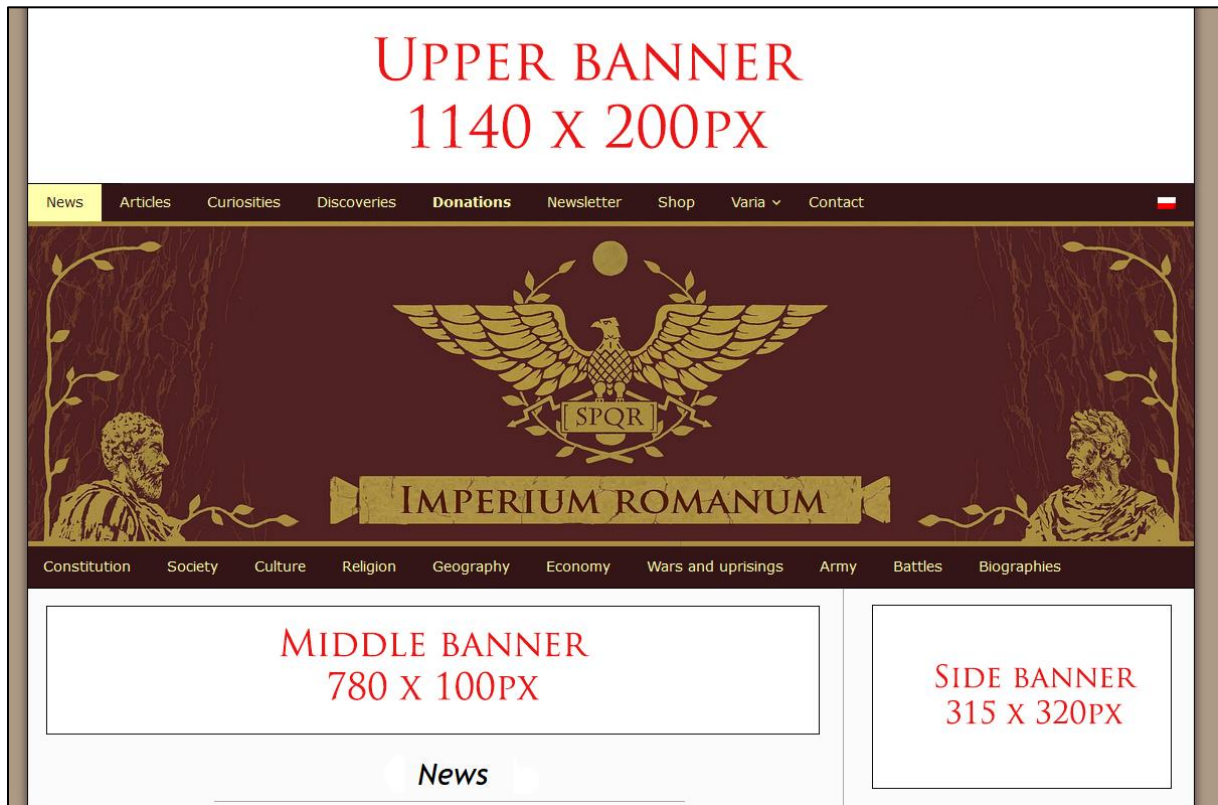 UPPER BANNER
1140 X 200PX
News Articles Curiosities Discoveries Donations Newsletter Shop Varia Contact
SPQR
IMPERIUM ROMANUM
Constitution Society Culture Religion Geography Economy Wars and uprisings Army Battles Biographies
MIDDLE BANNER
780 X 100PX
SIDE BANNER
315 X 320PX
News